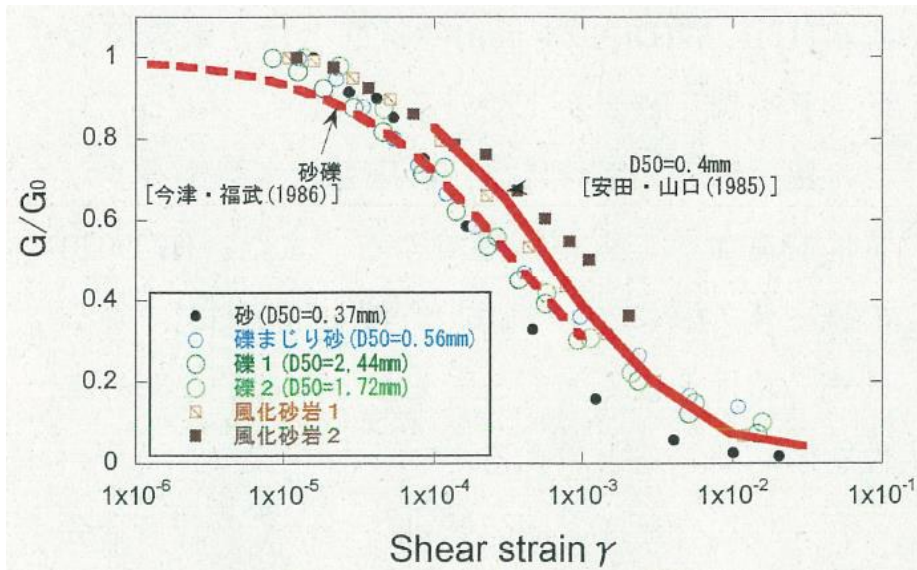 1
0.8
0.6
0.4
0.2
0
G/G0
砂礫
[今津・福武(1986)]
D50=0.4mm
[安田・山口(1985)]
砂(D50=0.37mm)
礫まじり砂(D50=0.56mm)
礫1(D50=2.44mm)
礫2(D50=1.72mm)
風化砂岩1
風化砂岩2
1x10-6
1x10-5
1x10-4
1x10-3
1x10-2
1x10-1
Shear strain γ